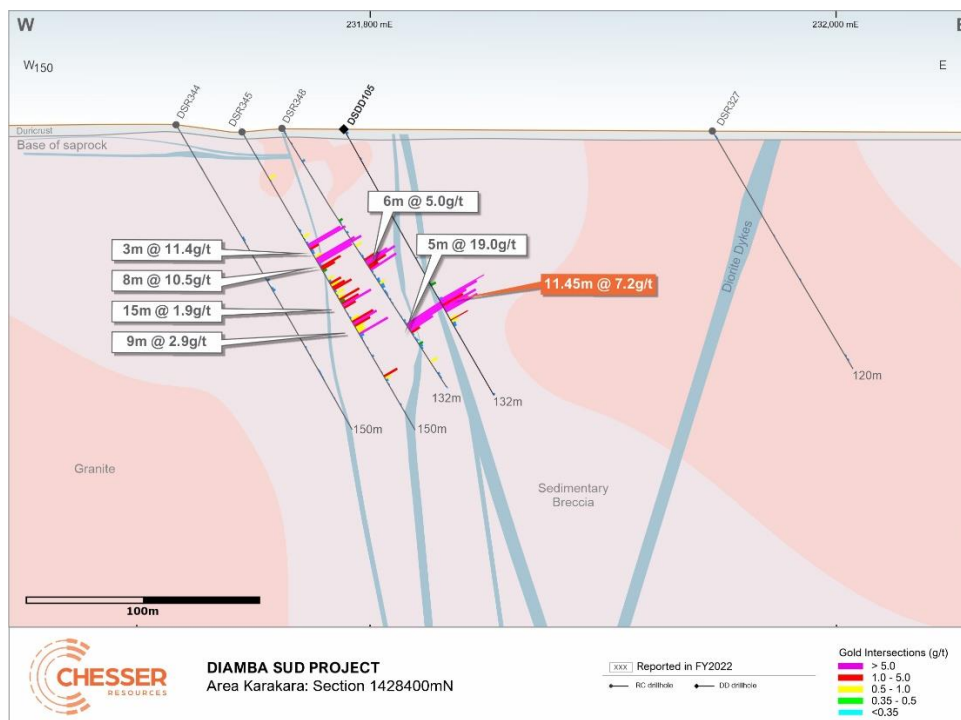 W
231,800 mE
232,000 mE
E
W150
E
DSR344
DSR345
DSR348
DSDD105
DSR327
Duricrust
Base of saprock
6m @ 5.0g/t
5m @ 19.0g/t
3m @ 11.4g/t
8m @ 10.5g/t
11.45m @ 7.2g/t
15m @ 1.9g/t
9m @ 2.9g/t
Diorite Dykes
120m
132m
132m
150m
150m
Granite
Sedimentary
Breccia
100m
CHESSER
RESOURCES
DIAMBA SUD PROJECT
Area Karakara: Section 1428400mN
xxx Reported in FY2022
RC drillhole
DD drillhole
Gold Intersections (g/t)
> 5.0
1.0 - 5.0
0.5 - 1.0
0.35 - 0.5
<0.35